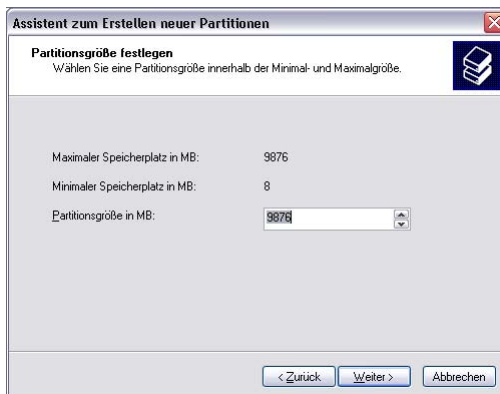 Assistent zum Erstellen neuer Partitionen
Partitionsgröße festlegen
Wählen Sie eine Partitionsgröße innerhalb der Minimal- und Maximalgröße.
Maximaler Speicherplatz in MB: 9876
Minimaler Speicherplatz in MB: 8
Partitionsgröße in MB: 9876
< Zurück Weiter > Abbrechen